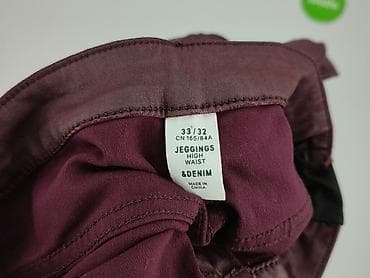 33/32
CN 165/84A
JEGGINGS
HIGH
WAIST
&DENIM
MADE IN
CHINA